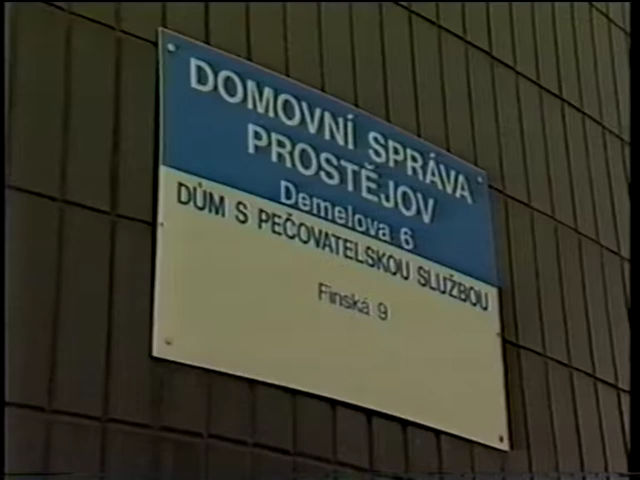 DOMOVNÍ SPRÁVA
PROSTĚJOV
Demelova 6
DŮM S PEČOVATELSKOU SLUŽBOU
Finská 9